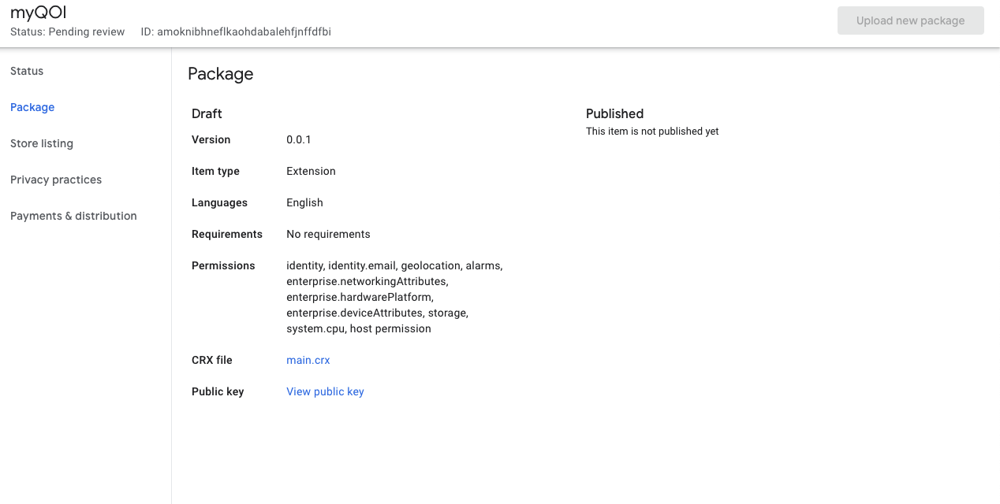 myQOI
Status: Pending review ID: amoknibhneflkaohdabalehfjnffdfbi
Upload new package
Status
Package
Store listing
Privacy practices
Payments & distribution
Package
Draft
Version 0.0.1
Item type Extension
Languages English
Requirements No requirements
Permissions identity, identity.email, geolocation, alarms,
enterprise.networkingAttributes,
enterprise.hardwarePlatform,
enterprise.deviceAttributes, storage,
system.cpu, host permission
CRX file main.crx
Public key View public key
Published
This item is not published yet